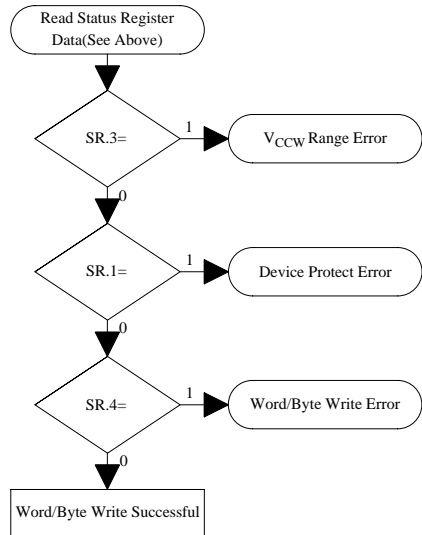 Read Status Register
Data(See Above)
SR.3=
1
VCCW Range Error
0
SR.1=
1
Device Protect Error
0
SR.4=
1
Word/Byte Write Error
0
Word/Byte Write Successful